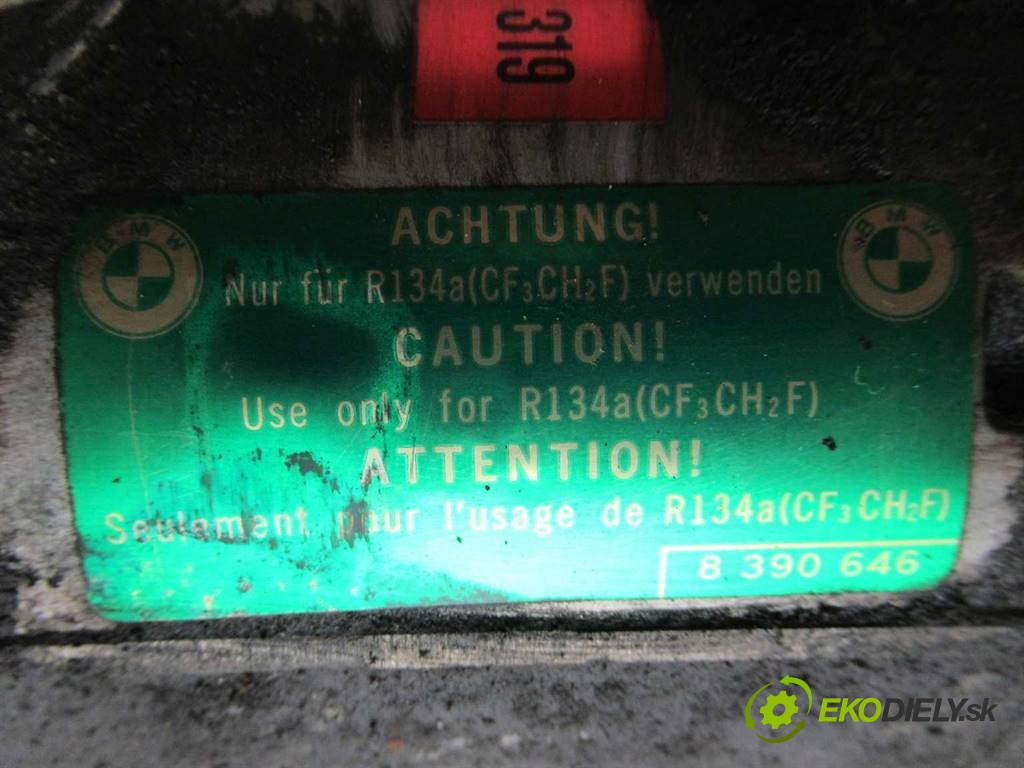 319
BMW BMW
ACHTUNG!
Nur für R134a(CF₃CH₂F) verwenden
CAUTION!
Use only for R134a(CF₃CH₂F)
ATTENTION!
Seulament pour l'usage de R134a(CF₃CH₂F)
8 390 646
EKODIELY.sk